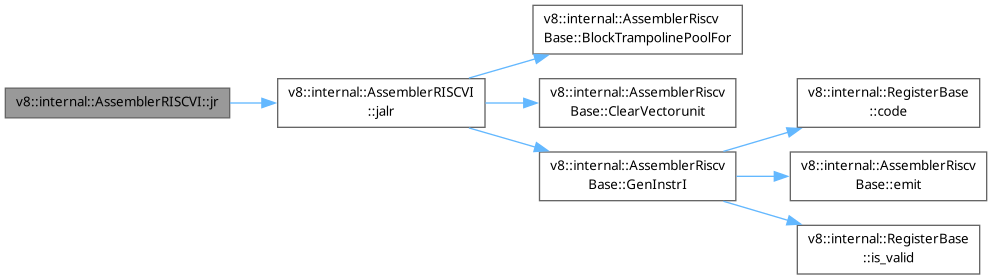 v8::internal::AssemblerRISCVI::jr
v8::internal::AssemblerRISCVI
::jalr
v8::internal::AssemblerRiscv
Base::BlockTrampolinePoolFor
v8::internal::AssemblerRiscv
Base::ClearVectorunit
v8::internal::AssemblerRiscv
Base::GenInstrI
v8::internal::RegisterBase
::code
v8::internal::AssemblerRiscv
Base::emit
v8::internal::RegisterBase
::is_valid